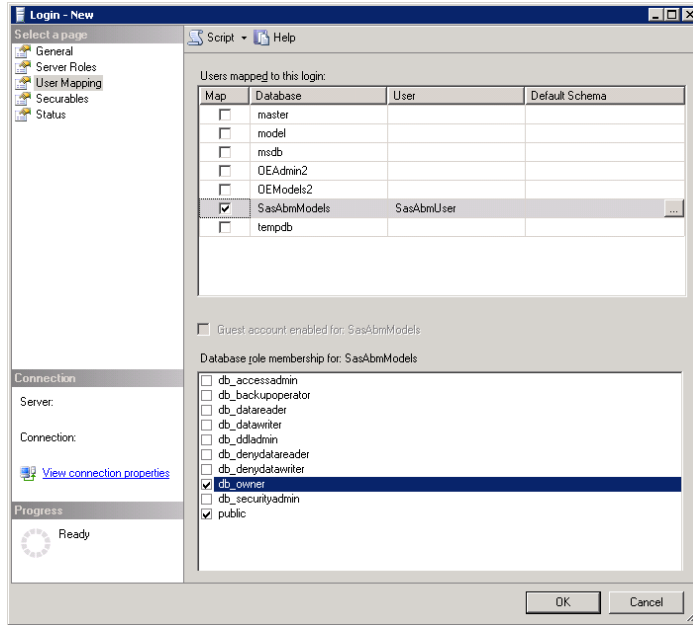 Login - New
Select a page
General
Server Roles
User Mapping
Securables
Status
Script Help
Users mapped to this login:
Map Database User Default Schema
master
model
msdb
OEAdmin2
OEModels2
SasAbmModels SasAbmUser ...
tempdb
Guest account enabled for: SasAbmModels
Database role membership for: SasAbmModels
db_accessadmin
db_backupoperator
db_datareader
db_datawriter
db_ddladmin
db_denydatareader
db_denydatawriter
db_owner
db_securityadmin
public
Connection
Server:
Connection:
View connection properties
Progress
Ready
OK Cancel